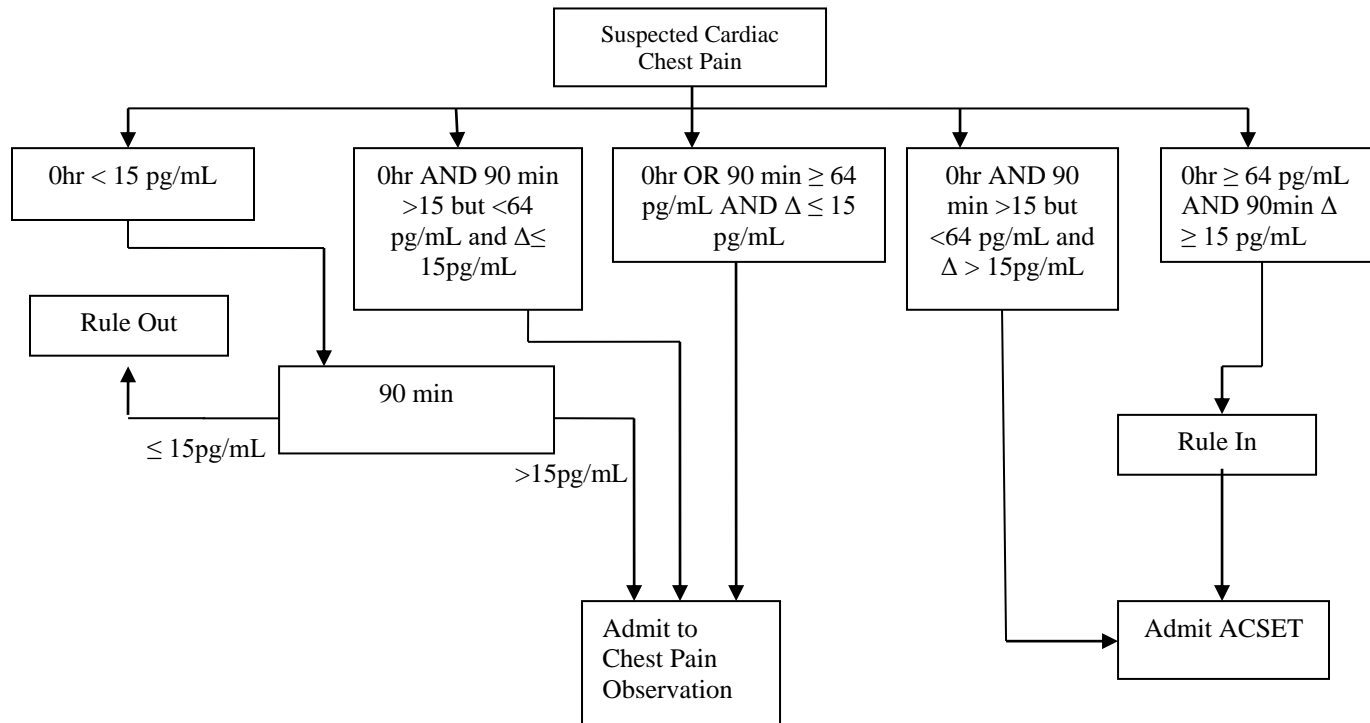 Suspected Cardiac
Chest Pain
0hr < 15 pg/mL
0hr AND 90 min
>15 but <64
pg/mL and Δ≤
15pg/mL
0hr OR 90 min ≥ 64
pg/mL AND Δ ≤ 15
pg/mL
0hr AND 90
min >15 but
<64 pg/mL and
Δ > 15pg/mL
0hr ≥ 64 pg/mL
AND 90min Δ
≥ 15 pg/mL
Rule Out
90 min
≤ 15pg/mL
>15pg/mL
Rule In
Admit to
Chest Pain
Observation
Admit ACSET